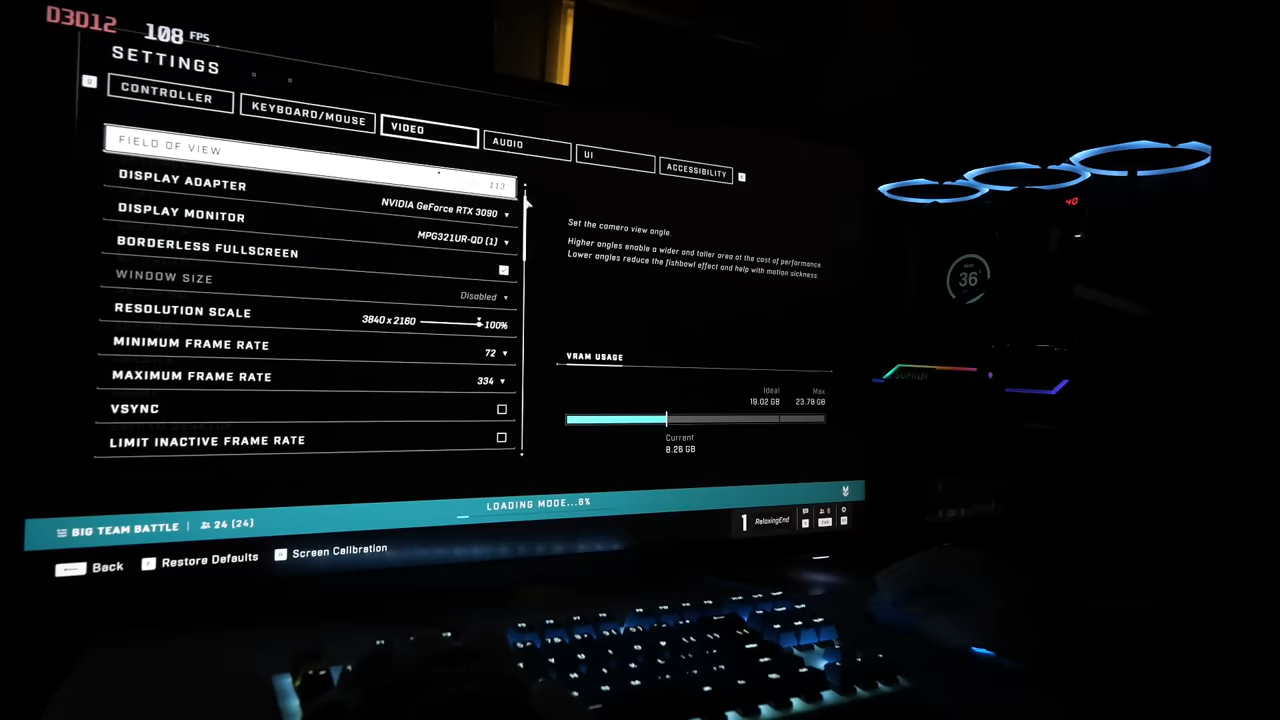 D3D12 108 FPS
SETTINGS
Q
CONTROLLER
KEYBOARD/MOUSE
VIDEO
AUDIO
UI
ACCESSIBILITY
FIELD OF VIEW 113
DISPLAY ADAPTER NVIDIA GeForce RTX 3090
DISPLAY MONITOR MPG321UR-QD (1)
BORDERLESS FULLSCREEN
WINDOW SIZE Disabled
RESOLUTION SCALE 3840 x 2160 100%
MINIMUM FRAME RATE 72
MAXIMUM FRAME RATE 334
VSYNC
LIMIT INACTIVE FRAME RATE
Set the camera view angle.
Higher angles enable a wider and taller area at the cost of performance.
Lower angles reduce the fishbowl effect and help with motion sickness.
VRAM USAGE
Ideal Max
19.02 GB 23.78 GB
Current
8.26 GB
LOADING MODE...6%
BIG TEAM BATTLE | 24 (24)
1 RelaxingEnd 6
Back
Restore Defaults
Screen Calibration
40
36°
SUPRIM